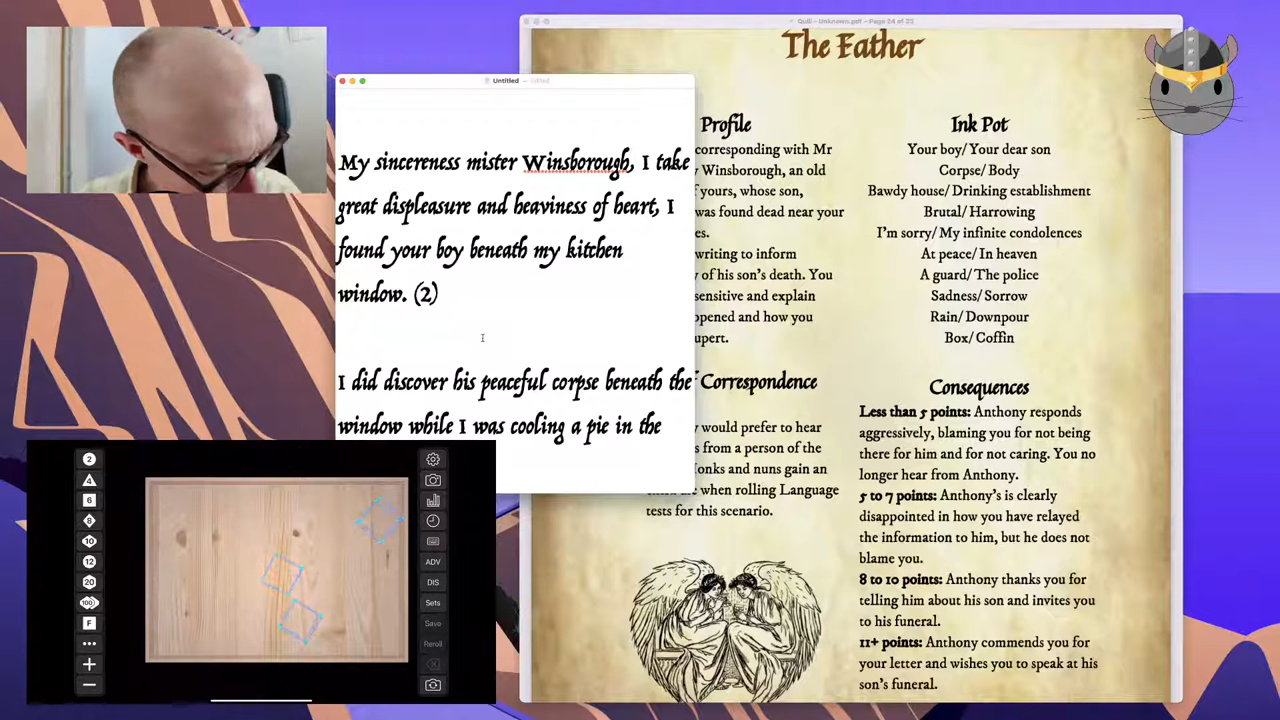 Quill - Unknown.pdf – Page 24 of 25
The Father
Untitled — Edited
My sincereness mister Winsborough, I take
great displeasure and heaviness of heart, I
found your boy beneath my kitchen
window. (2)
I did discover his peaceful corpse beneath the
window while I was cooling a pie in the
Profile
corresponding with Mr
Winsborough, an old
yours, whose son,
was found dead near your
writing to inform
of his son's death. You
sensitive and explain
and how you
Correspondence
would prefer to hear
from a person of the
and nuns gain an
when rolling Language
tests for this scenario.
Ink Pot
Your boy/ Your dear son
Corpse/ Body
Bawdy house/ Drinking establishment
Brutal/ Harrowing
I'm sorry/ My infinite condolences
At peace/ In heaven
A guard/ The police
Sadness/ Sorrow
Rain/ Downpour
Box/ Coffin
Consequences
Less than 5 points: Anthony responds
aggressively, blaming you for not being
there for him and for not caring. You no
longer hear from Anthony.
5 to 7 points: Anthony's is clearly
disappointed in how you have relayed
the information to him, but he does not
blame you.
8 to 10 points: Anthony thanks you for
telling him about his son and invites you
to his funeral.
11+ points: Anthony commends you for
your letter and wishes you to speak at his
son's funeral.
2
4
6
8
10
12
20
100
F
ADV
DIS
Sets
Save
Reroll